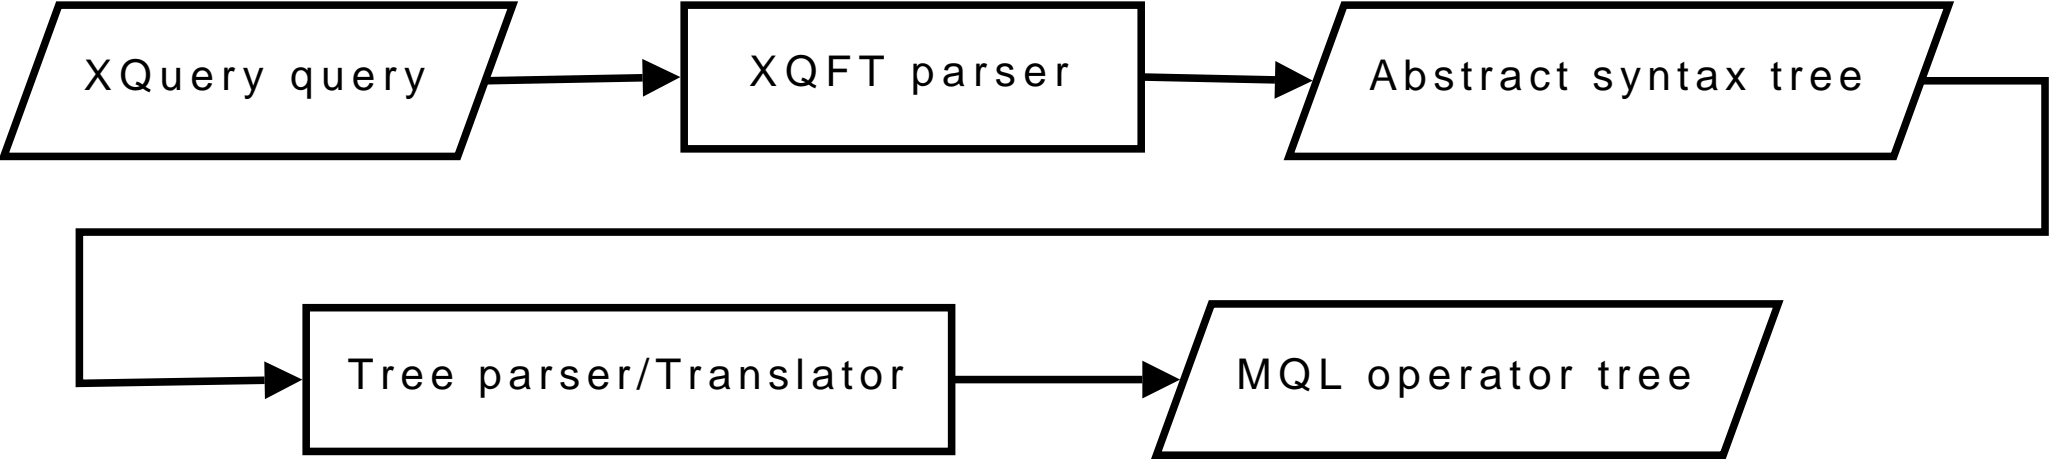 XQuery query
XQFT parser
Abstract syntax tree
Tree parser/Translator
MQL operator tree